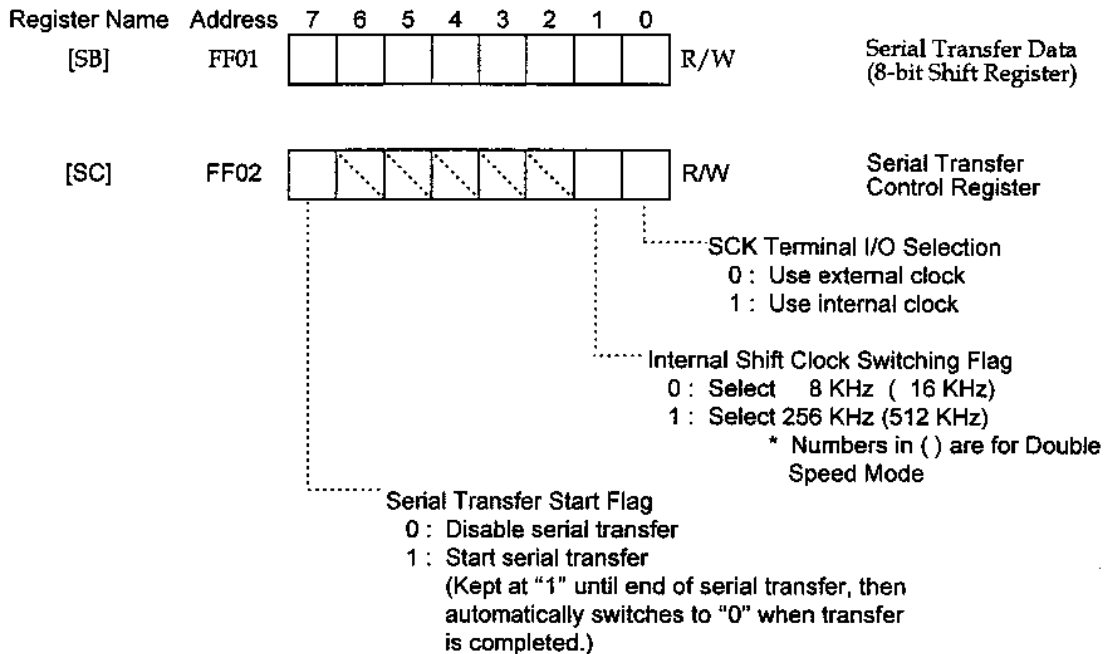 Register Name Address 7 6 5 4 3 2 1 0
[SB] FF01 R/W Serial Transfer Data
(8-bit Shift Register)
[SC] FF02 R/W Serial Transfer
Control Register
SCK Terminal I/O Selection
0 : Use external clock
1 : Use internal clock
Internal Shift Clock Switching Flag
0 : Select 8 KHz ( 16 KHz)
1 : Select 256 KHz (512 KHz)
* Numbers in ( ) are for Double
Speed Mode
Serial Transfer Start Flag
0 : Disable serial transfer
1 : Start serial transfer
(Kept at “1” until end of serial transfer, then
automatically switches to “0” when transfer
is completed.)